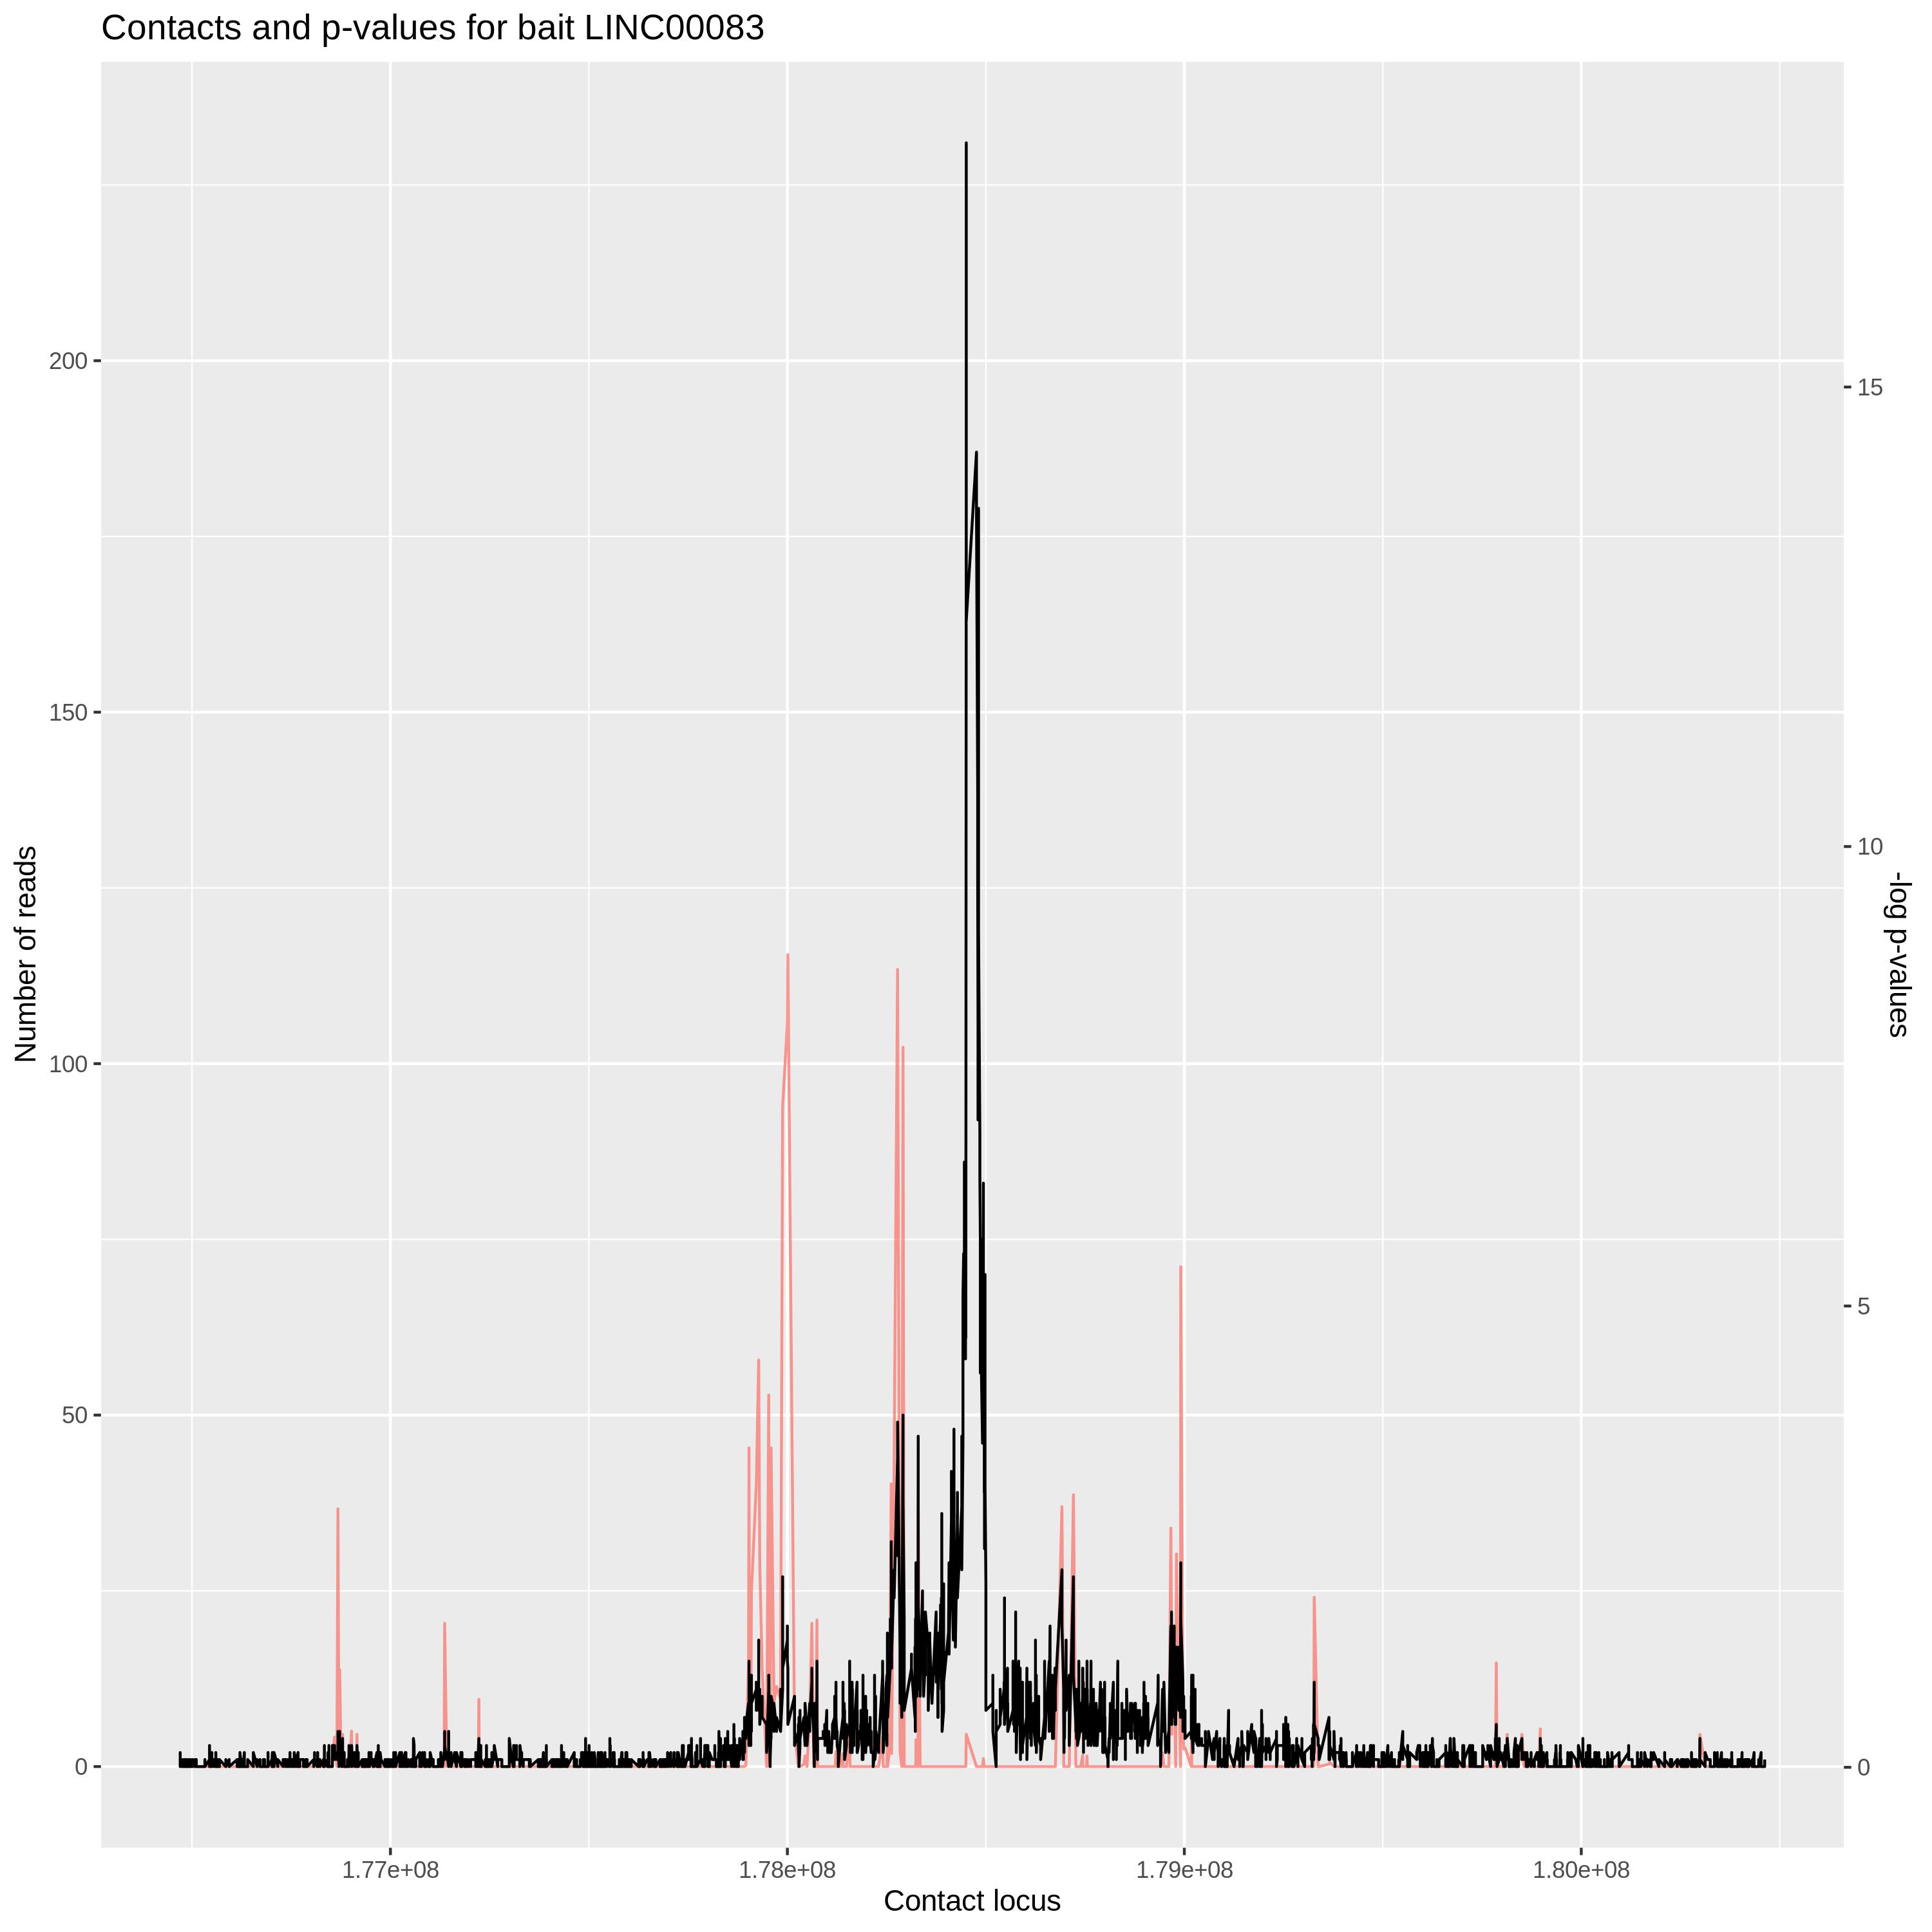 Contacts and p-values for bait LINC00083
200
150
100
50
0
Number of reads
15
10
5
0
-log p-values
1.77e+08 1.78e+08 1.79e+08 1.80e+08
Contact locus